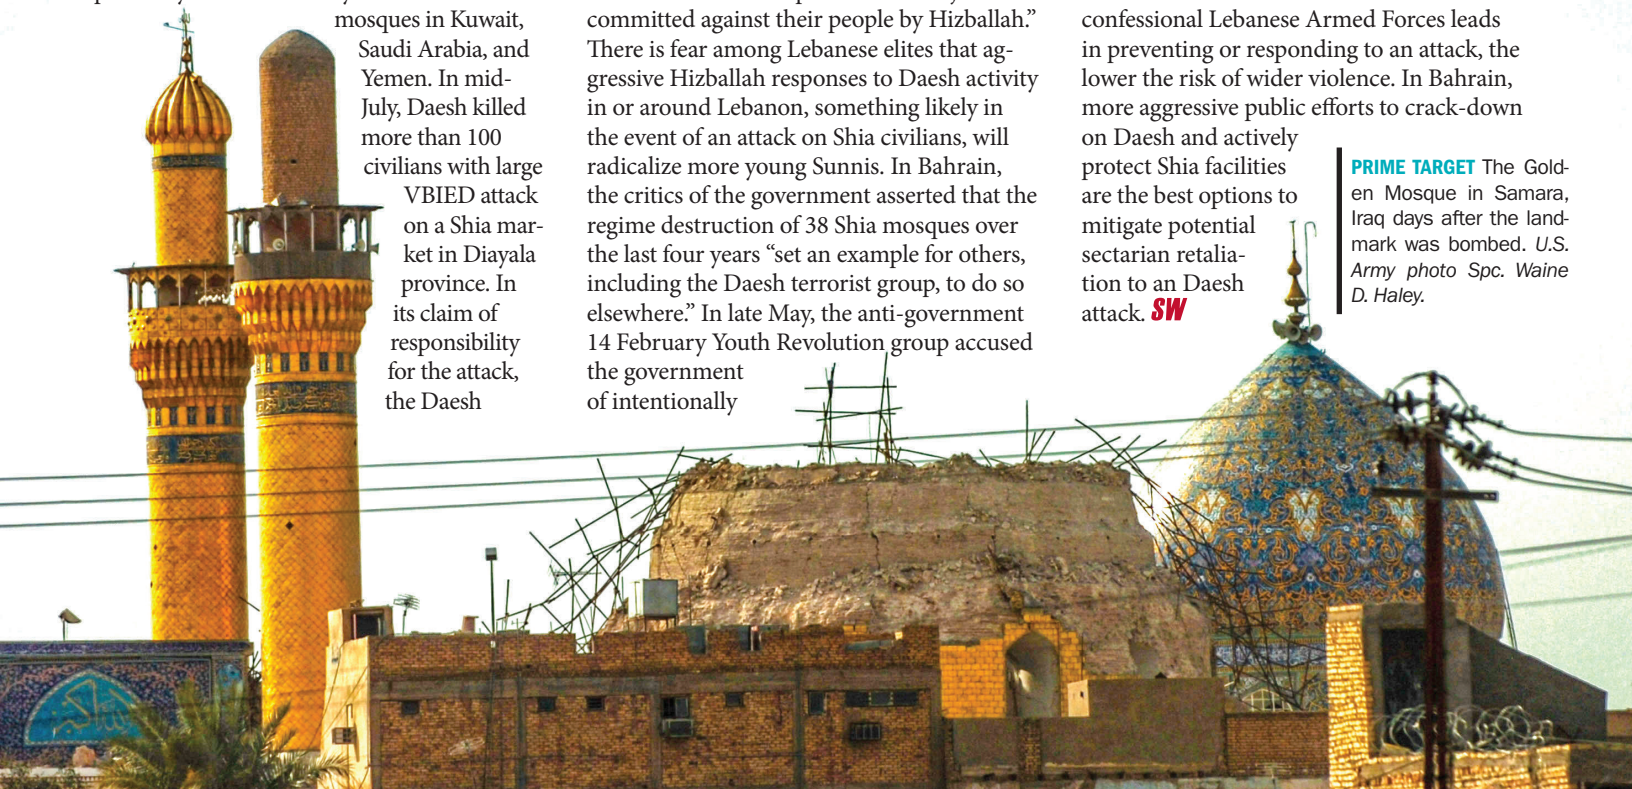 mosques in Kuwait,
Saudi Arabia, and
Yemen. In mid-
July, Daesh killed
more than 100
civilians with large
VBIED attack
on a Shia mar-
ket in Diayala
province. In
its claim of
responsibility
for the attack,
the Daesh
committed against their people by Hizballah.”
There is fear among Lebanese elites that ag-
gressive Hizballah responses to Daesh activity
in or around Lebanon, something likely in
the event of an attack on Shia civilians, will
radicalize more young Sunnis. In Bahrain,
the critics of the government asserted that the
regime destruction of 38 Shia mosques over
the last four years “set an example for others,
including the Daesh terrorist group, to do so
elsewhere.” In late May, the anti-government
14 February Youth Revolution group accused
the government
of intentionally
confessional Lebanese Armed Forces leads
in preventing or responding to an attack, the
lower the risk of wider violence. In Bahrain,
more aggressive public efforts to crack-down
on Daesh and actively
protect Shia facilities
are the best options to
mitigate potential
sectarian retalia-
tion to an Daesh
attack. SW
PRIME TARGET The Gold-
en Mosque in Samara,
Iraq days after the land-
mark was bombed. U.S.
Army photo Spc. Waine
D. Haley.